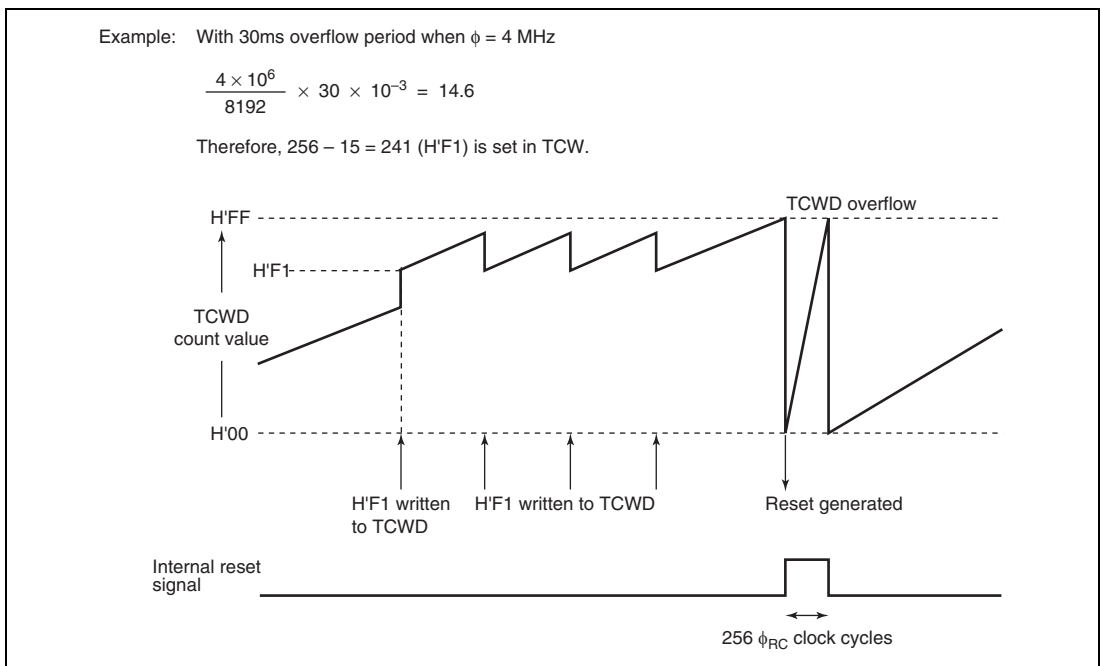 Example: With 30ms overflow period when ϕ = 4 MHz
4 × 10⁶
8192
× 30 × 10⁻³ = 14.6
Therefore, 256 – 15 = 241 (H'F1) is set in TCW.
TCWD overflow
H'FF
H'F1
TCWD
count value
H'00
H'F1 written
to TCWD
H'F1 written to TCWD
Reset generated
Internal reset
signal
256 ϕRC clock cycles